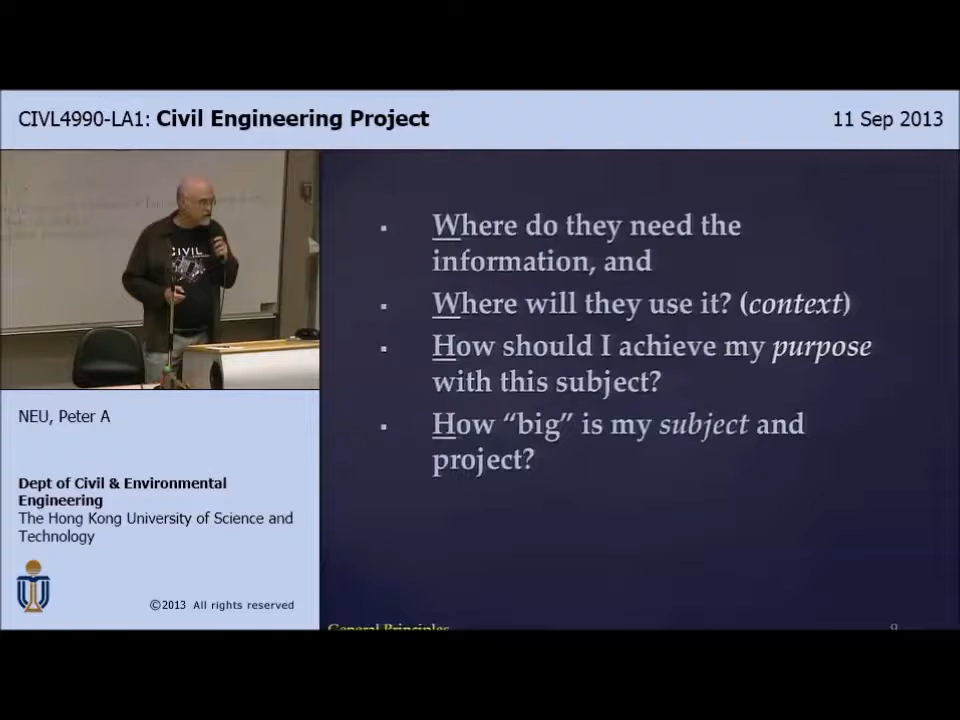 CIVL4990-LA1: Civil Engineering Project
11 Sep 2013
CIVIL
▪ Where do they need the
information, and
▪ Where will they use it? (context)
▪ How should I achieve my purpose
with this subject?
▪ How “big” is my subject and
project?
NEU, Peter A
Dept of Civil & Environmental
Engineering
The Hong Kong University of Science and
Technology
©2013 All rights reserved
General Principles
9